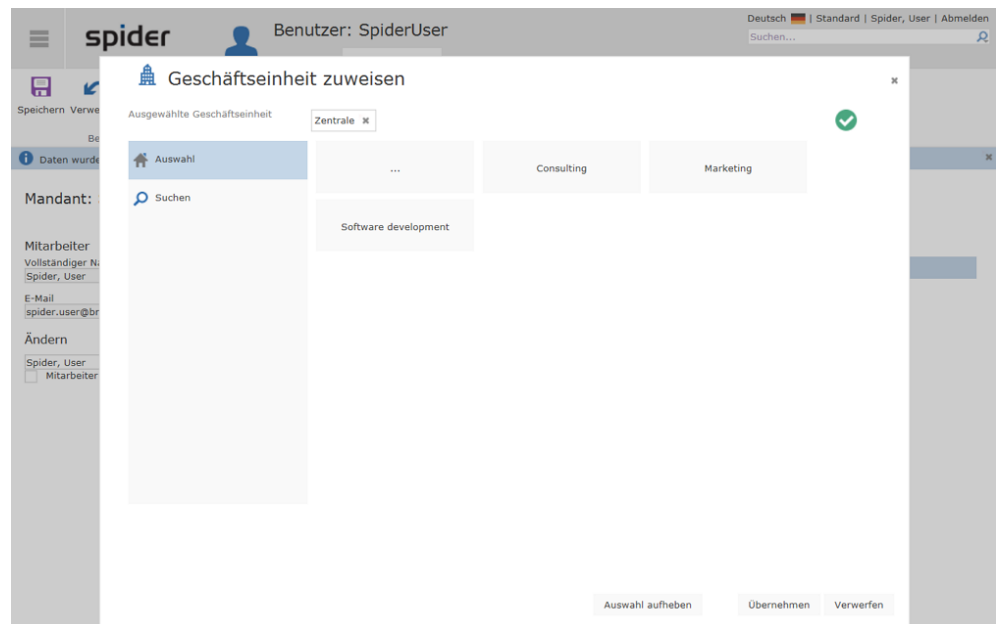 Deutsch | Standard | Spider, User | Abmelden
spider
Benutzer: SpiderUser
Suchen...
Speichern Verwe
Be
Daten wurde
Mandant:
Mitarbeiter
Vollständiger Na
Spider, User
E-Mail
spider.user@br
Ändern
Spider, User
Mitarbeiter
Geschäftseinheit zuweisen
Ausgewählte Geschäftseinheit
Zentrale
Auswahl
Suchen
...
Consulting
Marketing
Software development
Auswahl aufheben
Übernehmen
Verwerfen